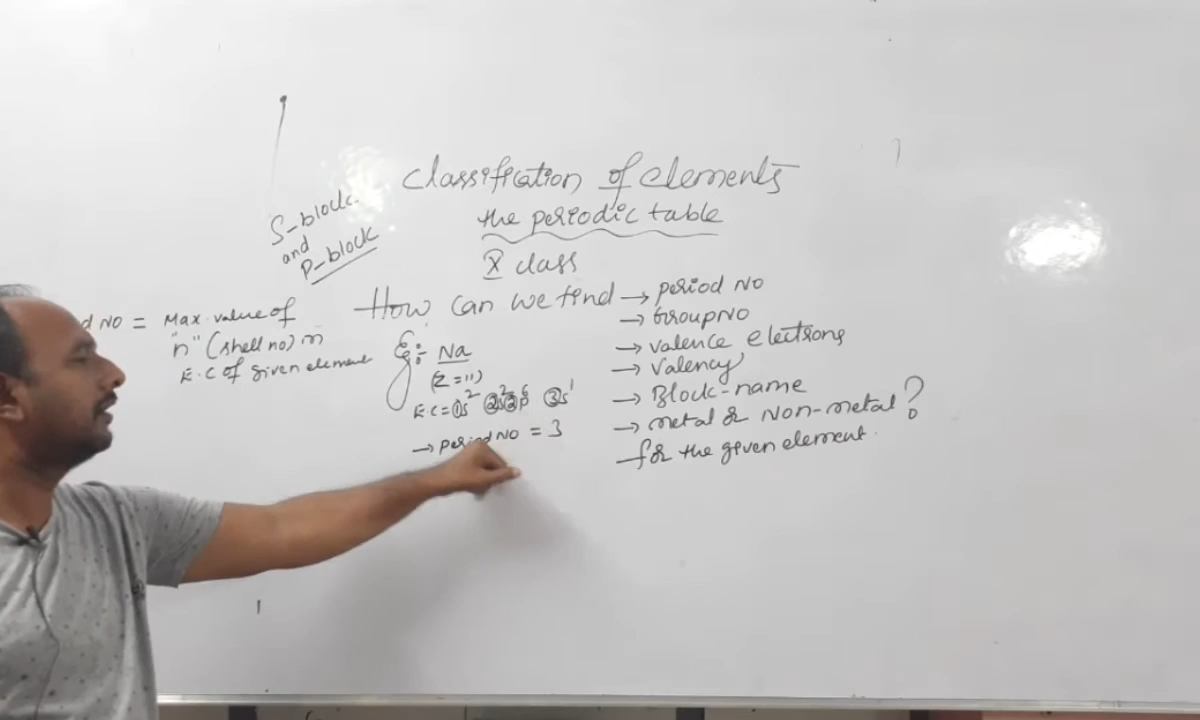 Classification of elements
the periodic table
X class
S-block
and
P-block
How can we find → period No
→ Group No
→ valence electrons
→ Valency
→ Block-name
→ metal or Non-metal?
for the given element.
d NO = Max. value of
"n" (shell no) in
E.C of given element
Eg:- Na
(Z=11)
E.C = 1s² 2s² 2p⁶ 3s¹
→ period NO = 3